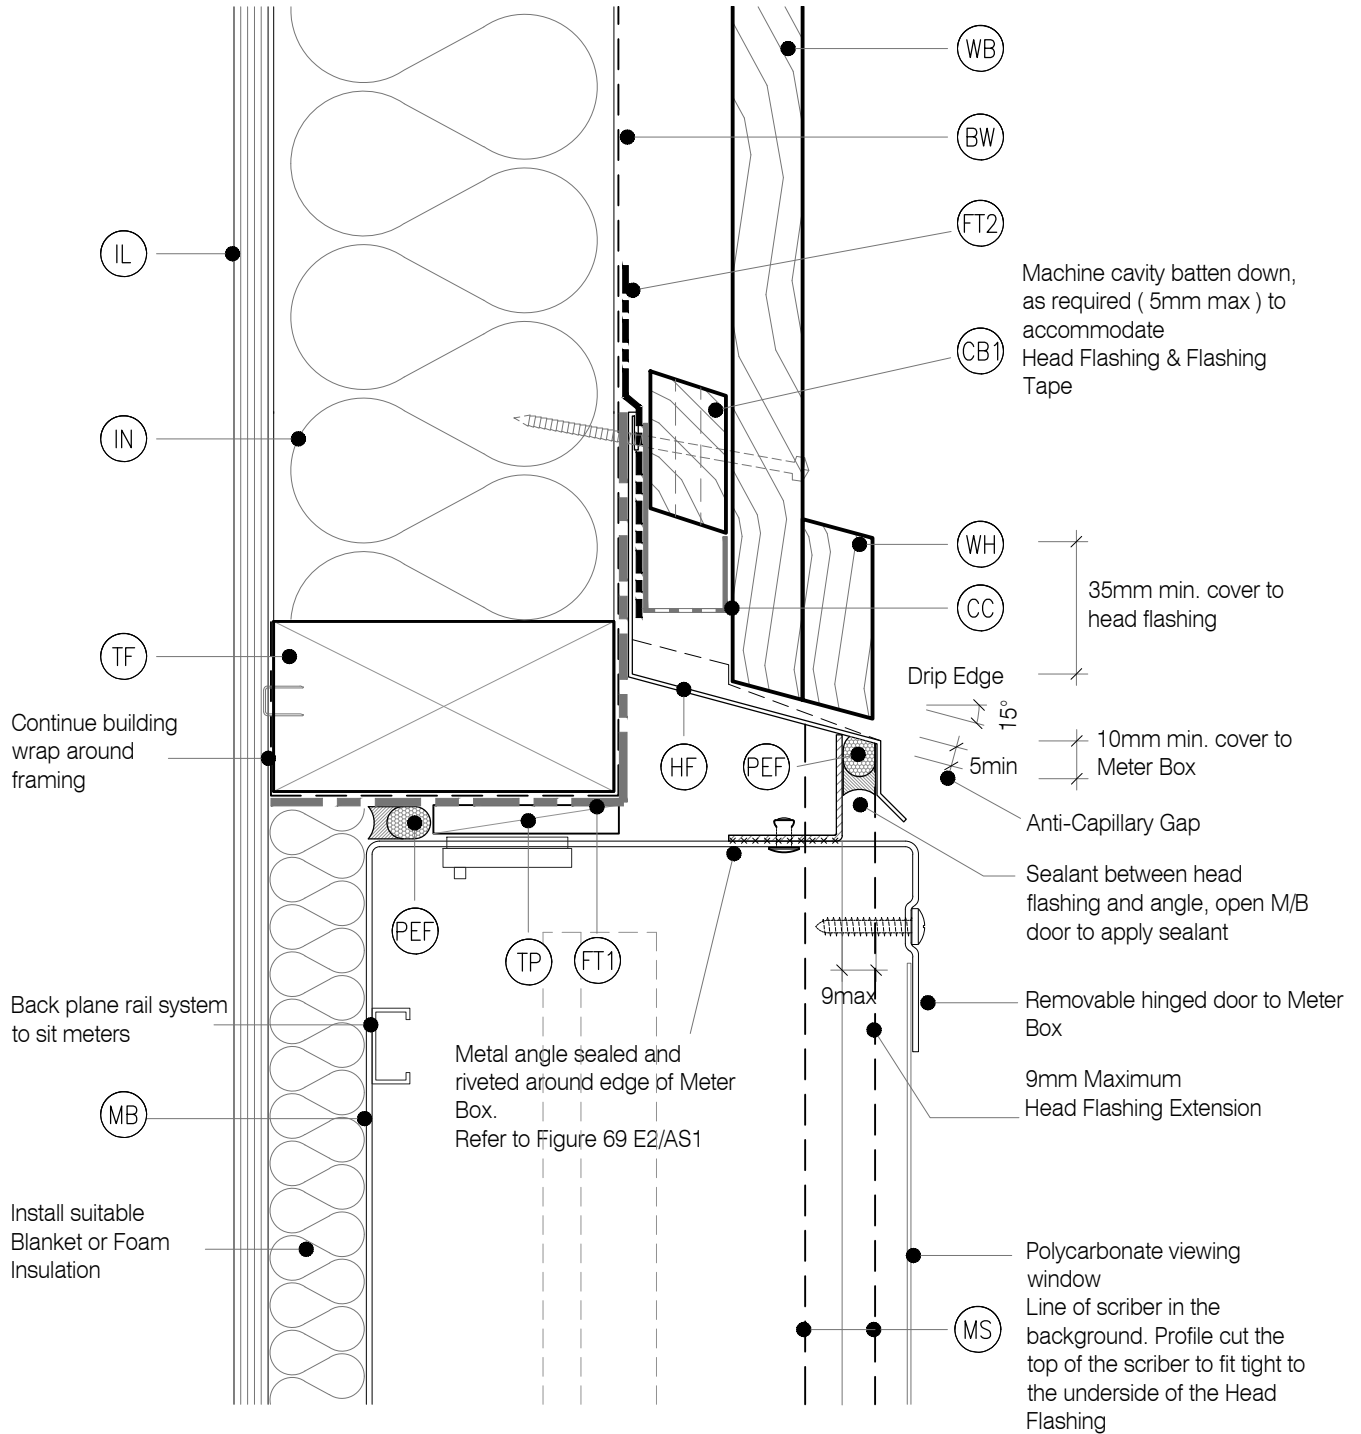 WB
BW
FT2
IL
Machine cavity batten down,
as required ( 5mm max ) to
accommodate
Head Flashing & Flashing
Tape
CB1
IN
WH
35mm min. cover to
head flashing
CC
TF
Drip Edge
15°
Continue building
wrap around
framing
HF
PEF
10mm min. cover to
Meter Box
5min
Anti-Capillary Gap
Sealant between head
flashing and angle, open M/B
door to apply sealant
PEF
TP
FT1
9max
Back plane rail system
to sit meters
Removable hinged door to Meter
Box
Metal angle sealed and
riveted around edge of Meter
Box.
Refer to Figure 69 E2/AS1
9mm Maximum
Head Flashing Extension
MB
Install suitable
Blanket or Foam
Insulation
Polycarbonate viewing
window
MS
Line of scriber in the
background. Profile cut the
top of the scriber to fit tight to
the underside of the Head
Flashing